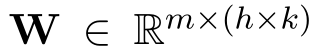 𝐖 ∈ ℝ^{m×(h×k)}